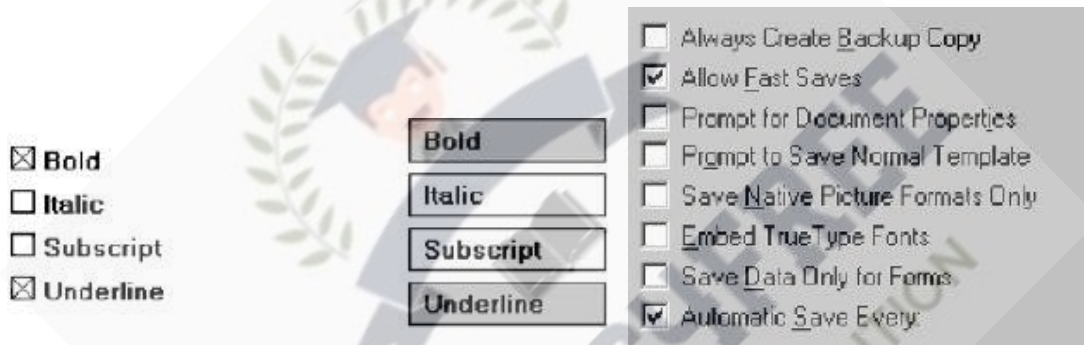 Bold
Italic
Subscript
Underline
Bold
Italic
Subscript
Underline
Always Create Backup Copy
Allow Fast Saves
Prompt for Document Properties
Prompt to Save Normal Template
Save Native Picture Formats Only
Embed TrueType Fonts
Save Data Only for Forms
Automatic Save Every: